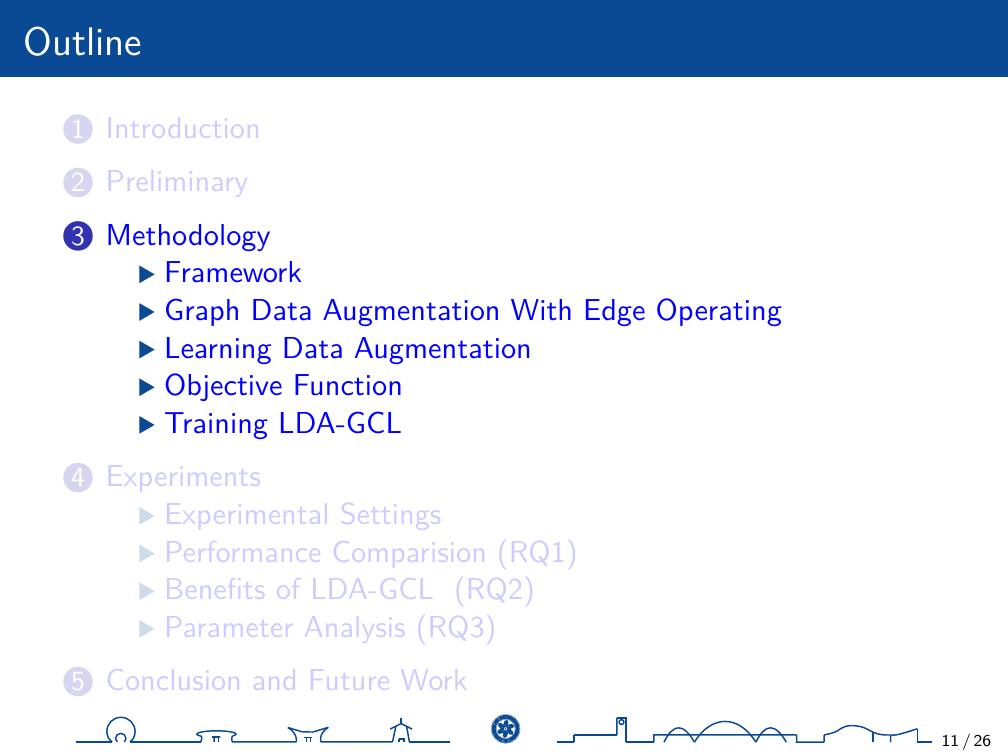 Outline
1 Introduction
2 Preliminary
3 Methodology
▶ Framework
▶ Graph Data Augmentation With Edge Operating
▶ Learning Data Augmentation
▶ Objective Function
▶ Training LDA-GCL
4 Experiments
▶ Experimental Settings
▶ Performance Comparision (RQ1)
▶ Benefits of LDA-GCL (RQ2)
▶ Parameter Analysis (RQ3)
5 Conclusion and Future Work
11 / 26